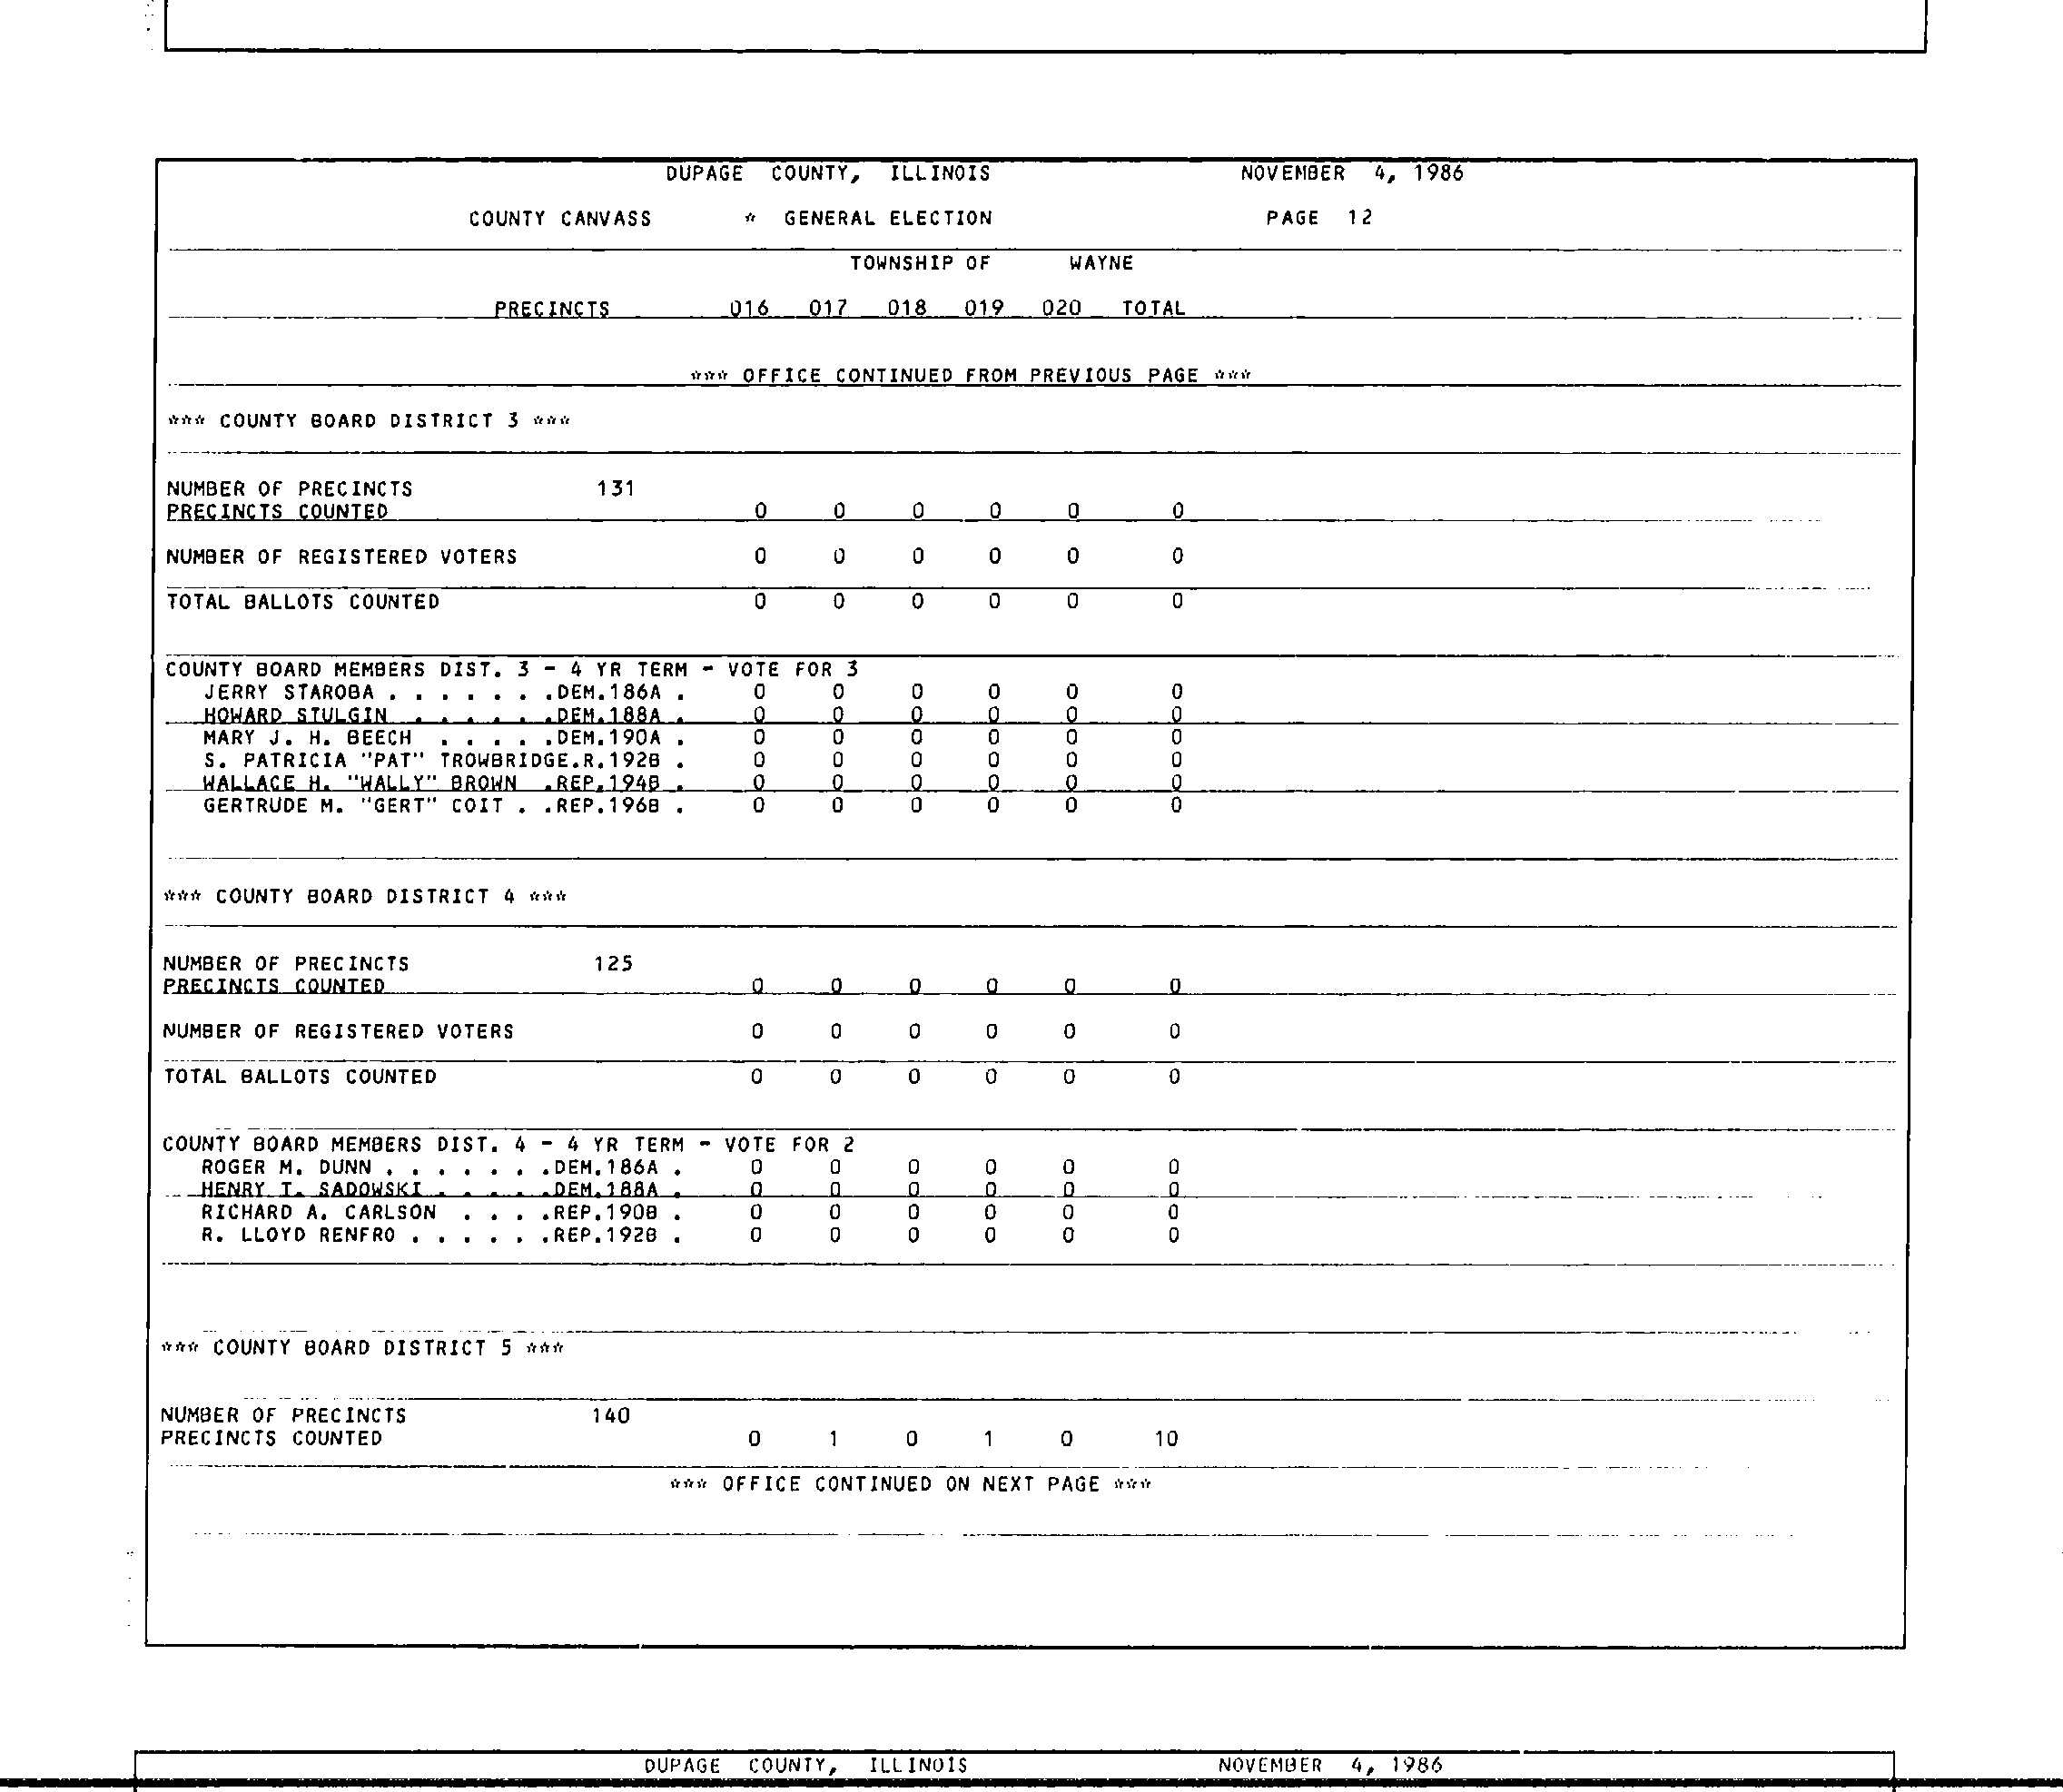 DUPAGE COUNTY, ILLINOIS NOVEMBER 4, 1986
COUNTY CANVASS * GENERAL ELECTION PAGE 12
TOWNSHIP OF WAYNE
PRECINCTS 016 017 018 019 020 TOTAL
*** OFFICE CONTINUED FROM PREVIOUS PAGE ***
*** COUNTY BOARD DISTRICT 3 ***
NUMBER OF PRECINCTS 131
PRECINCTS COUNTED 0 0 0 0 0 0
NUMBER OF REGISTERED VOTERS 0 0 0 0 0 0
TOTAL BALLOTS COUNTED 0 0 0 0 0 0
COUNTY BOARD MEMBERS DIST. 3 - 4 YR TERM - VOTE FOR 3
JERRY STAROBA . . . . . . .DEM.186A . 0 0 0 0 0 0
HOWARD STULGIN . . . . . .DEM.188A . 0 0 0 0 0 0
MARY J. H. BEECH . . . . .DEM.190A . 0 0 0 0 0 0
S. PATRICIA "PAT" TROWBRIDGE.R.192B . 0 0 0 0 0 0
WALLACE H. "WALLY" BROWN .REP.194B . 0 0 0 0 0 0
GERTRUDE M. "GERT" COIT . .REP.196B . 0 0 0 0 0 0
*** COUNTY BOARD DISTRICT 4 ***
NUMBER OF PRECINCTS 125
PRECINCTS COUNTED 0 0 0 0 0 0
NUMBER OF REGISTERED VOTERS 0 0 0 0 0 0
TOTAL BALLOTS COUNTED 0 0 0 0 0 0
COUNTY BOARD MEMBERS DIST. 4 - 4 YR TERM - VOTE FOR 2
ROGER M. DUNN . . . . . . .DEM.186A . 0 0 0 0 0 0
HENRY T. SADOWSKI . . . . .DEM.188A . 0 0 0 0 0 0
RICHARD A. CARLSON . . . .REP.190B . 0 0 0 0 0 0
R. LLOYD RENFRO . . . . . .REP.192B . 0 0 0 0 0 0
*** COUNTY BOARD DISTRICT 5 ***
NUMBER OF PRECINCTS 140
PRECINCTS COUNTED 0 1 0 1 0 10
*** OFFICE CONTINUED ON NEXT PAGE ***
DUPAGE COUNTY, ILLINOIS NOVEMBER 4, 1986